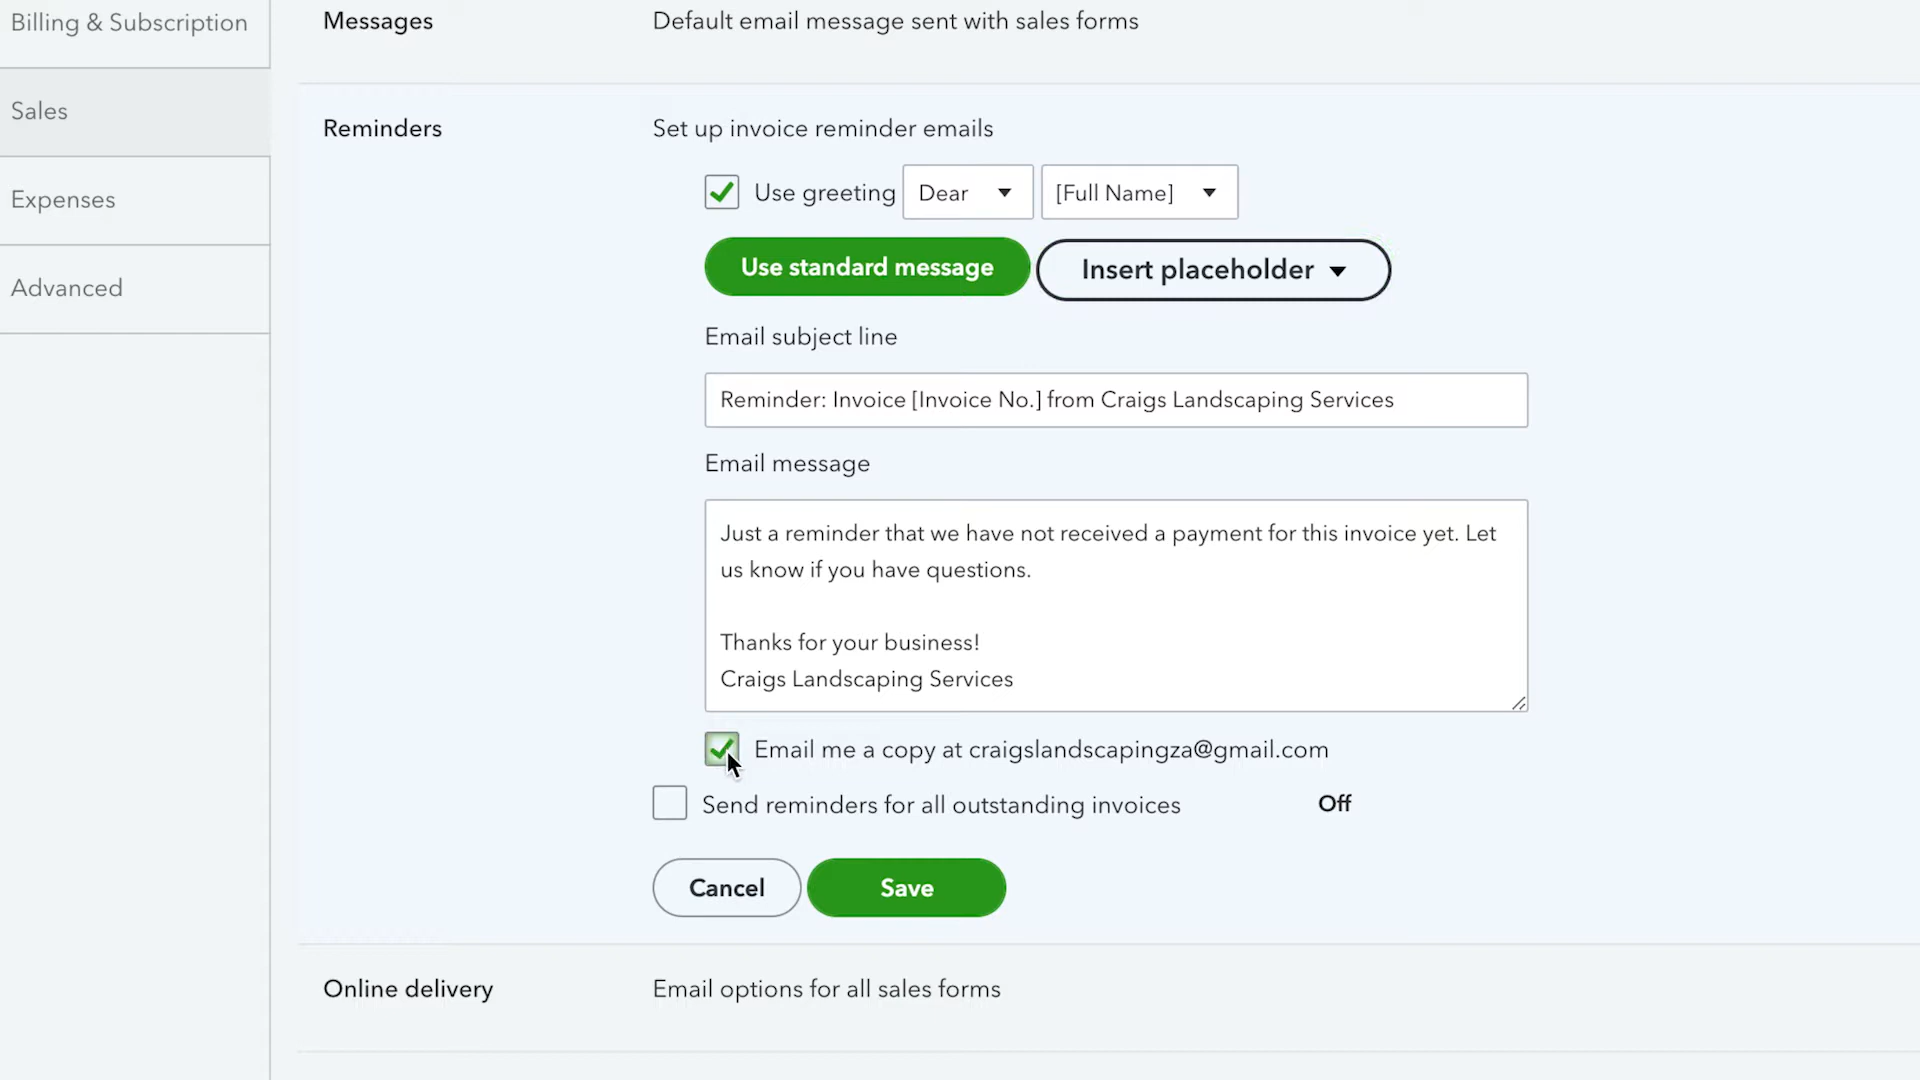 Billing & Subscription
Sales
Expenses
Advanced
Messages
Default email message sent with sales forms
Reminders
Set up invoice reminder emails
Use greeting
Dear
[Full Name]
Use standard message
Insert placeholder
Email subject line
Reminder: Invoice [Invoice No.] from Craigs Landscaping Services
Email message
Just a reminder that we have not received a payment for this invoice yet. Let
us know if you have questions.
Thanks for your business!
Craigs Landscaping Services
Email me a copy at craigslandscapingza@gmail.com
Send reminders for all outstanding invoices
Off
Cancel
Save
Online delivery
Email options for all sales forms